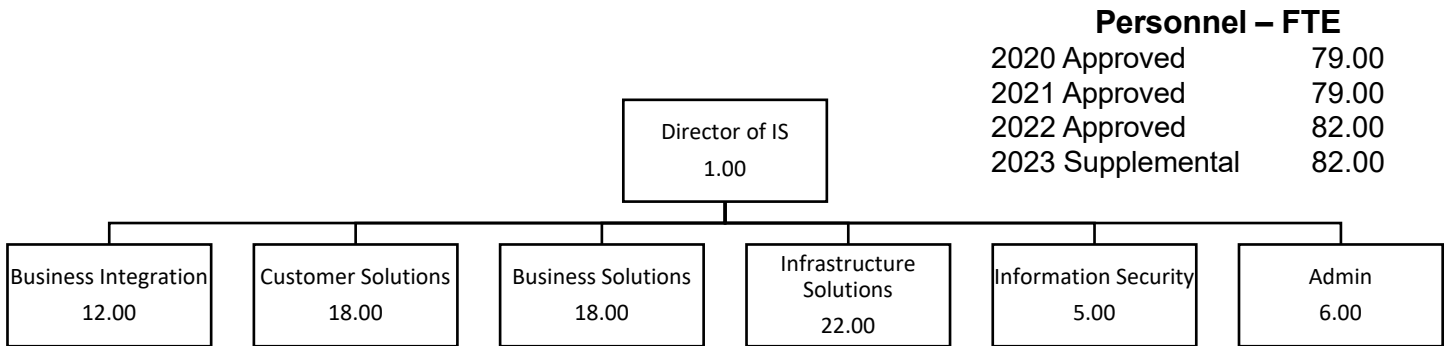 Personnel – FTE
2020 Approved 79.00
2021 Approved 79.00
2022 Approved 82.00
2023 Supplemental 82.00
Director of IS
1.00
Business Integration
12.00
Customer Solutions
18.00
Business Solutions
18.00
Infrastructure
Solutions
22.00
Information Security
5.00
Admin
6.00